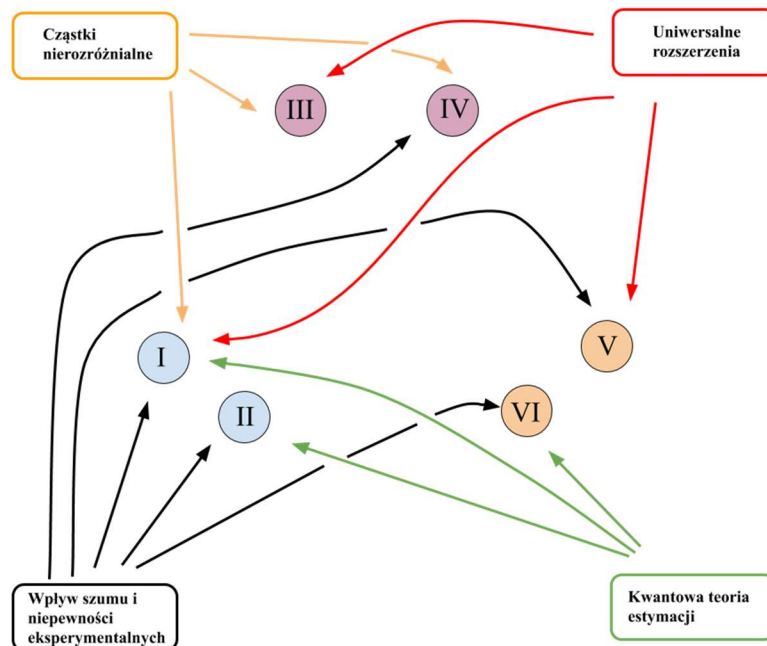 Cząstki
nierozróżnialne
Uniwersalne
rozszerzenia
III
IV
I
II
V
VI
Wpływ szumu i
niepewności
eksperymentalnych
Kwantowa teoria
estymacji